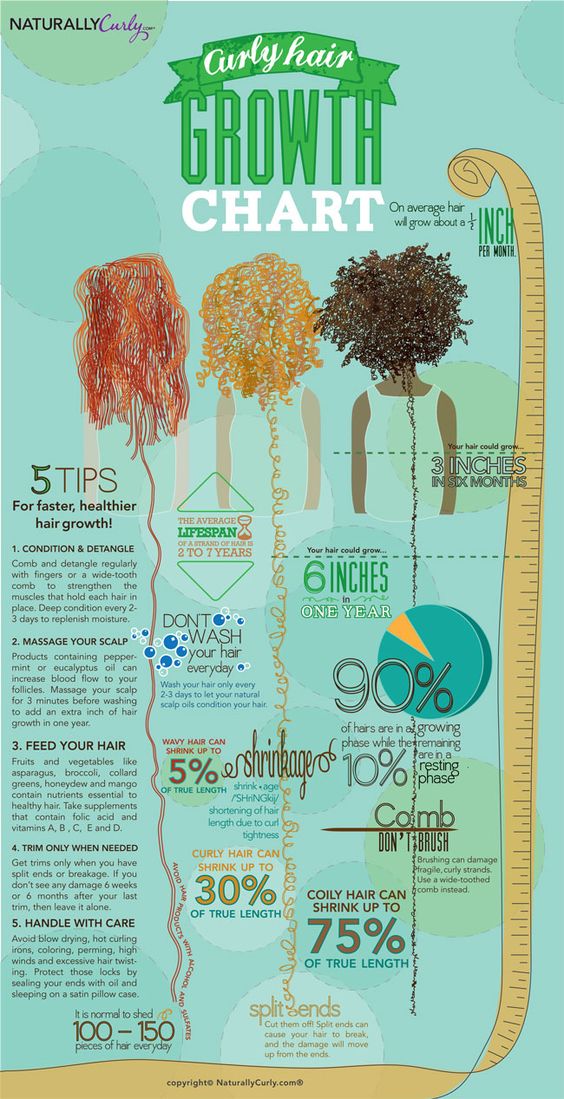 NATURALLYCurly.COM
Curly hair
GROWTH
CHART
On average hair
will grow about a ½
INCH
PER MONTH.
Your hair could grow...
3 INCHES
IN SIX MONTHS
5 TIPS
For faster, healthier
hair growth!
1. CONDITION & DETANGLE
Comb and detangle regularly
with fingers or a wide-tooth
comb to strengthen the
muscles that hold each hair in
place. Deep condition every 2-
3 days to replenish moisture.
2. MASSAGE YOUR SCALP
Products containing pepper-
mint or eucalyptus oil can
increase blood flow to your
follicles. Massage your scalp
for 3 minutes before washing
to add an extra inch of hair
growth in one year.
3. FEED YOUR HAIR
Fruits and vegetables like
asparagus, broccoli, collard
greens, honeydew and mango
contain nutrients essential to
healthy hair. Take supplements
that contain folic acid and
vitamins A, B , C, E and D.
4. TRIM ONLY WHEN NEEDED
Get trims only when you have
split ends or breakage. If you
don't see any damage 6 weeks
or 6 months after your last
trim, then leave it alone.
5. HANDLE WITH CARE
Avoid blow drying, hot curling
irons, coloring, perming, high
winds and excessive hair twist-
ing. Protect those locks by
sealing your ends with oil and
sleeping on a satin pillow case.
It is normal to shed
100 – 150
pieces of hair everyday
AVOID HAIR PRODUCTS WITH ALCOHOL AND SULFATES
THE AVERAGE
LIFESPAN
OF A STRAND OF HAIR IS
2 TO 7 YEARS
DON'T
WASH
your hair
everyday
Wash your hair only every
2-3 days to let your natural
scalp oils condition your hair.
Your hair could grow...
6 INCHES
in
ONE YEAR
90%
of hairs are in a growing
phase while the remaining
10% are in a
resting
phase
WAVY HAIR CAN
SHRINK UP TO
5%
OF TRUE LENGTH
shrinkage
shrink • age
/'SHriNGkij/
shortening of hair
length due to curl
tightness
Comb
DON'T BRUSH
Brushing can damage
fragile, curly strands.
Use a wide-toothed
comb instead.
CURLY HAIR CAN
SHRINK UP TO
30%
OF TRUE LENGTH
COILY HAIR CAN
SHRINK UP TO
75%
OF TRUE LENGTH
split ends
Cut them off! Split ends can
cause your hair to break,
and the damage will move
up from the ends.
copyright© NaturallyCurly.com®